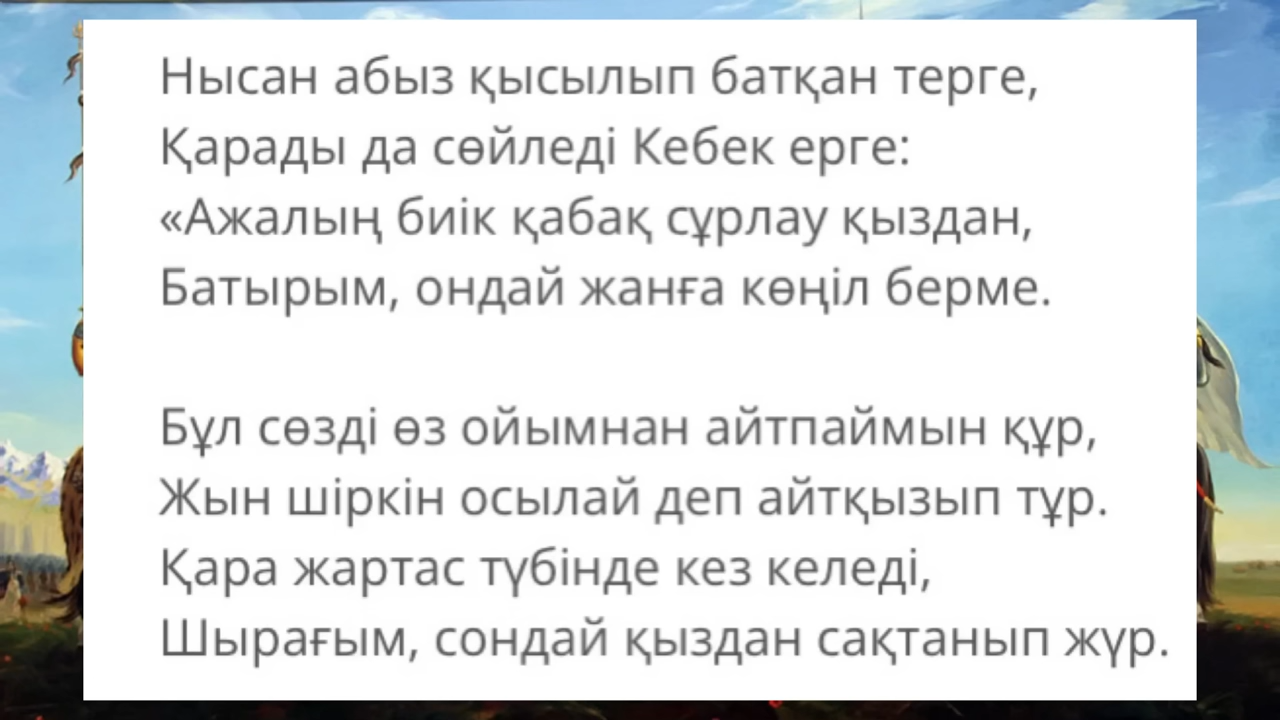 Нысан абыз қысылып батқан терге,
Қарады да сөйледі Кебек ерге:
«Ажалың биік қабақ сұрлау қыздан,
Батырым, ондай жанға көңіл берме.
Бұл сөзді өз ойымнан айтпаймын құр,
Жын шіркін осылай деп айтқызып тұр.
Қара жартас түбінде кез келеді,
Шырағым, сондай қыздан сақтанып жүр.